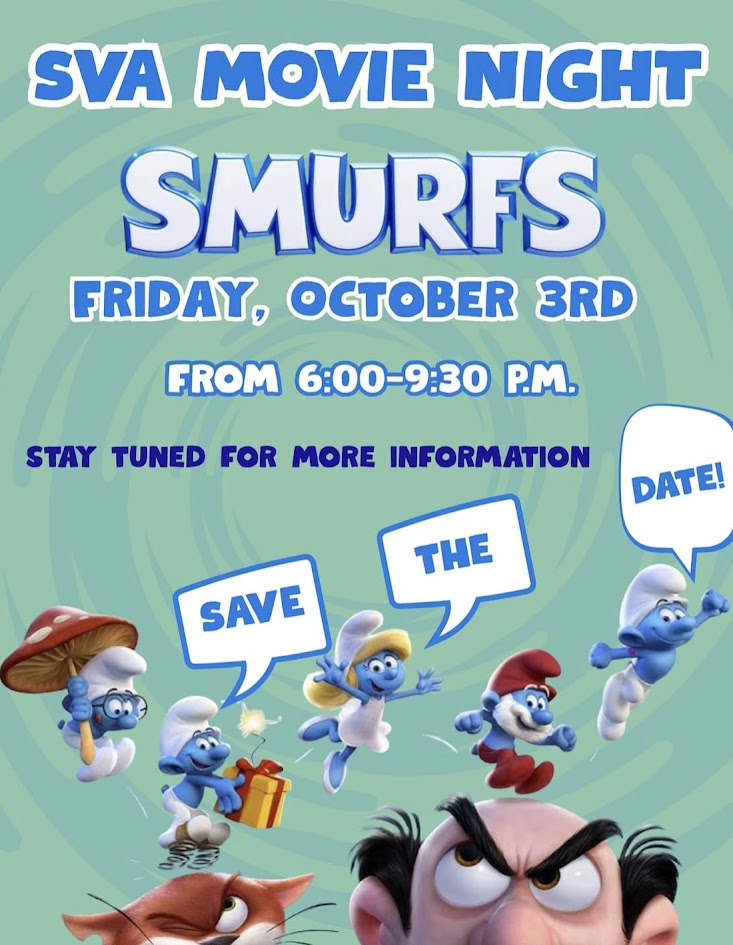 SVA MOVIE NIGHT
SMURFS
FRIDAY, OCTOBER 3RD
FROM 6:00-9:30 P.M.
STAY TUNED FOR MORE INFORMATION
SAVE
THE
DATE!